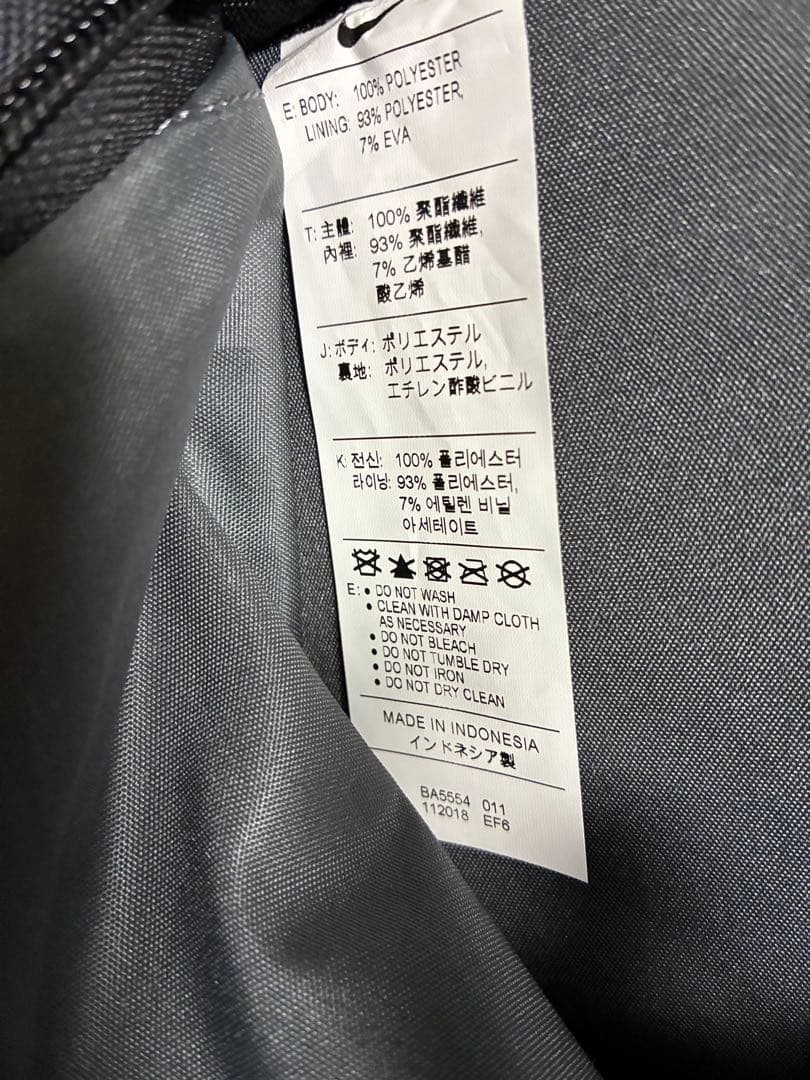 E: BODY: 100% POLYESTER
LINING: 93% POLYESTER,
7% EVA
T: 主體: 100% 聚酯纖維
內裡: 93% 聚酯纖維,
7% 乙烯基醋
酸乙烯
J: ボディ: ポリエステル
裏地: ポリエステル,
エチレン酢酸ビニル
K: 전신: 100% 폴리에스터
라이닝: 93% 폴리에스터,
7% 에틸렌 비닐
아세테이트
E: • DO NOT WASH
• CLEAN WITH DAMP CLOTH
AS NECESSARY
• DO NOT BLEACH
• DO NOT TUMBLE DRY
• DO NOT IRON
• DO NOT DRY CLEAN
MADE IN INDONESIA
インドネシア製
BA5554 011
112018 EF6